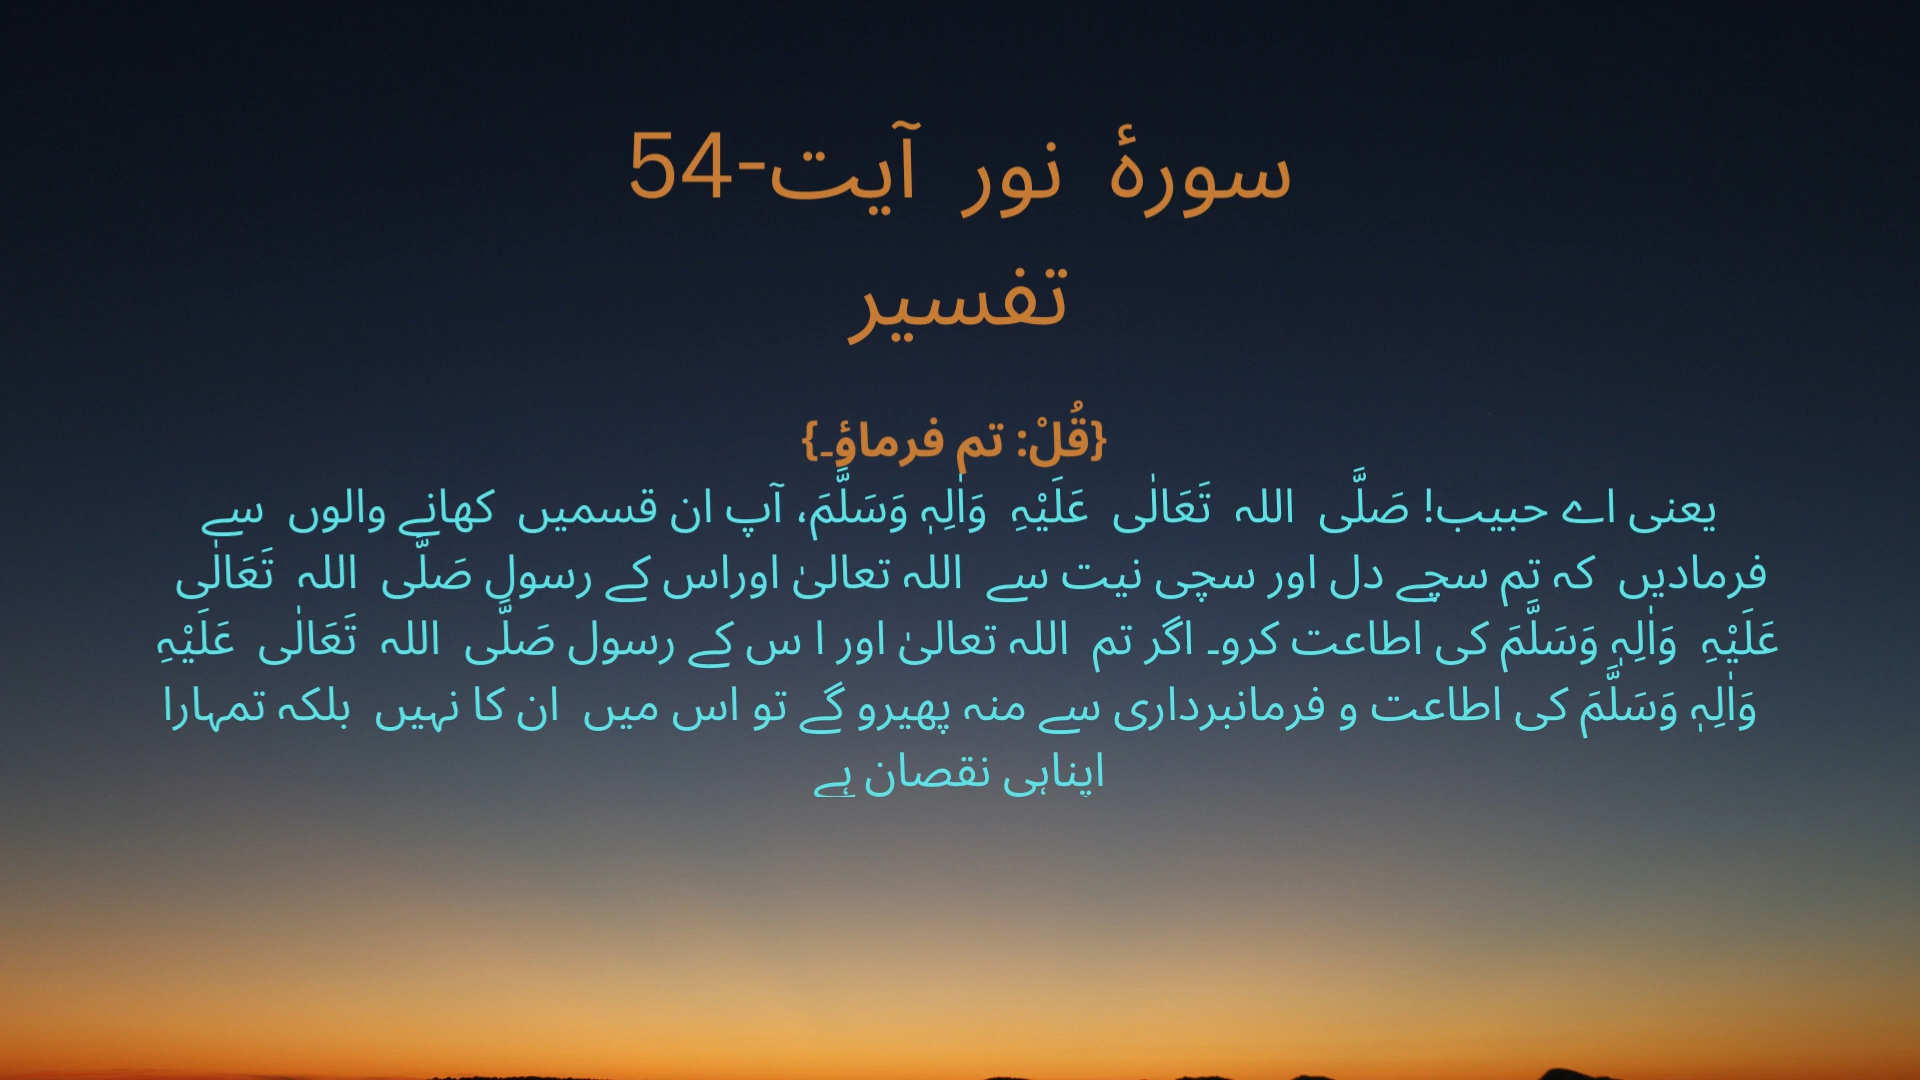 سورۂ نور آیت-54
تفسیر
{قُلْ: تم فرماؤ۔}
یعنی اے حبیب! صَلَّی اللہ تَعَالٰی عَلَیْہِ وَاٰلِہٖ وَسَلَّمَ، آپ ان قسمیں کھانے والوں سے
فرمادیں کہ تم سچے دل اور سچی نیت سے اللہ تعالیٰ اوراس کے رسول صَلَّی اللہ تَعَالٰی
عَلَیْہِ وَاٰلِہٖ وَسَلَّمَ کی اطاعت کرو۔ اگر تم اللہ تعالیٰ اور ا س کے رسول صَلَّی اللہ تَعَالٰی عَلَیْہِ
وَاٰلِہٖ وَسَلَّمَ کی اطاعت و فرمانبرداری سے منہ پھیرو گے تو اس میں ان کا نہیں بلکہ تمہارا
اپناہی نقصان ہے